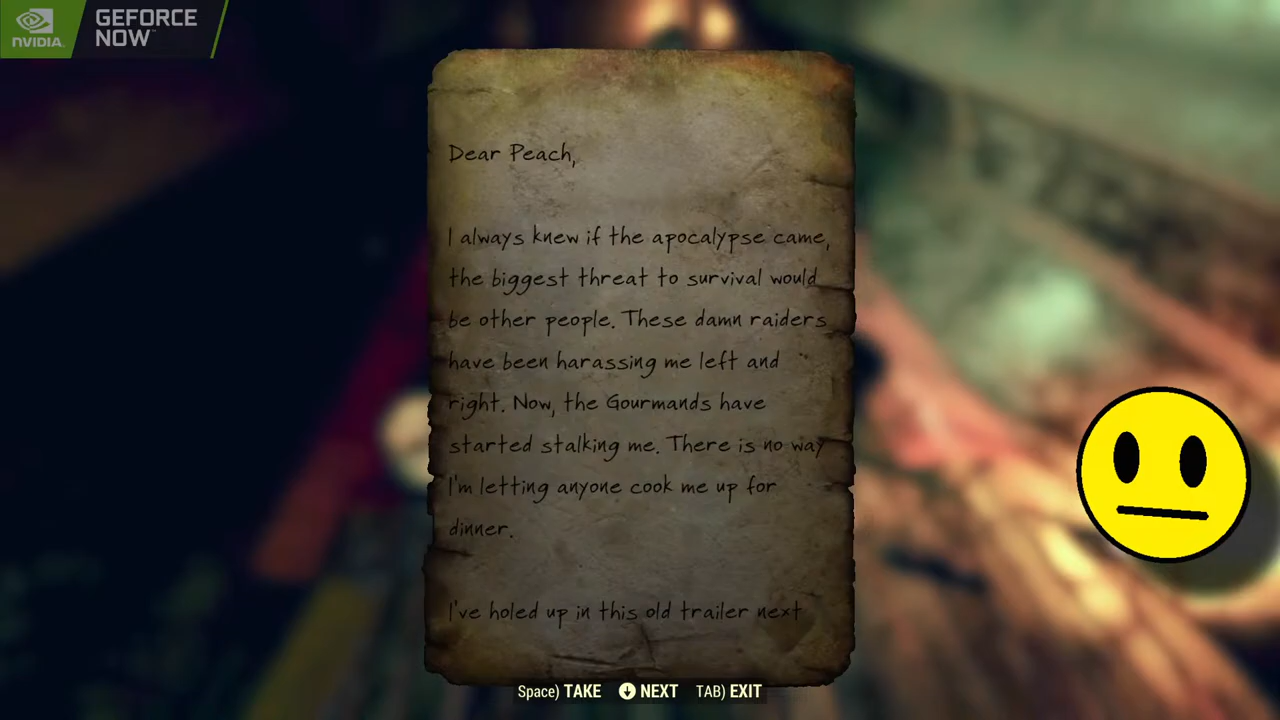 NVIDIA.
GEFORCE
NOW
Dear Peach,
I always knew if the apocalypse came,
the biggest threat to survival would
be other people. These damn raiders
have been harassing me left and
right. Now, the Gourmands have
started stalking me. There is no way
I'm letting anyone cook me up for
dinner.
I've holed up in this old trailer next
Space) TAKE NEXT TAB) EXIT